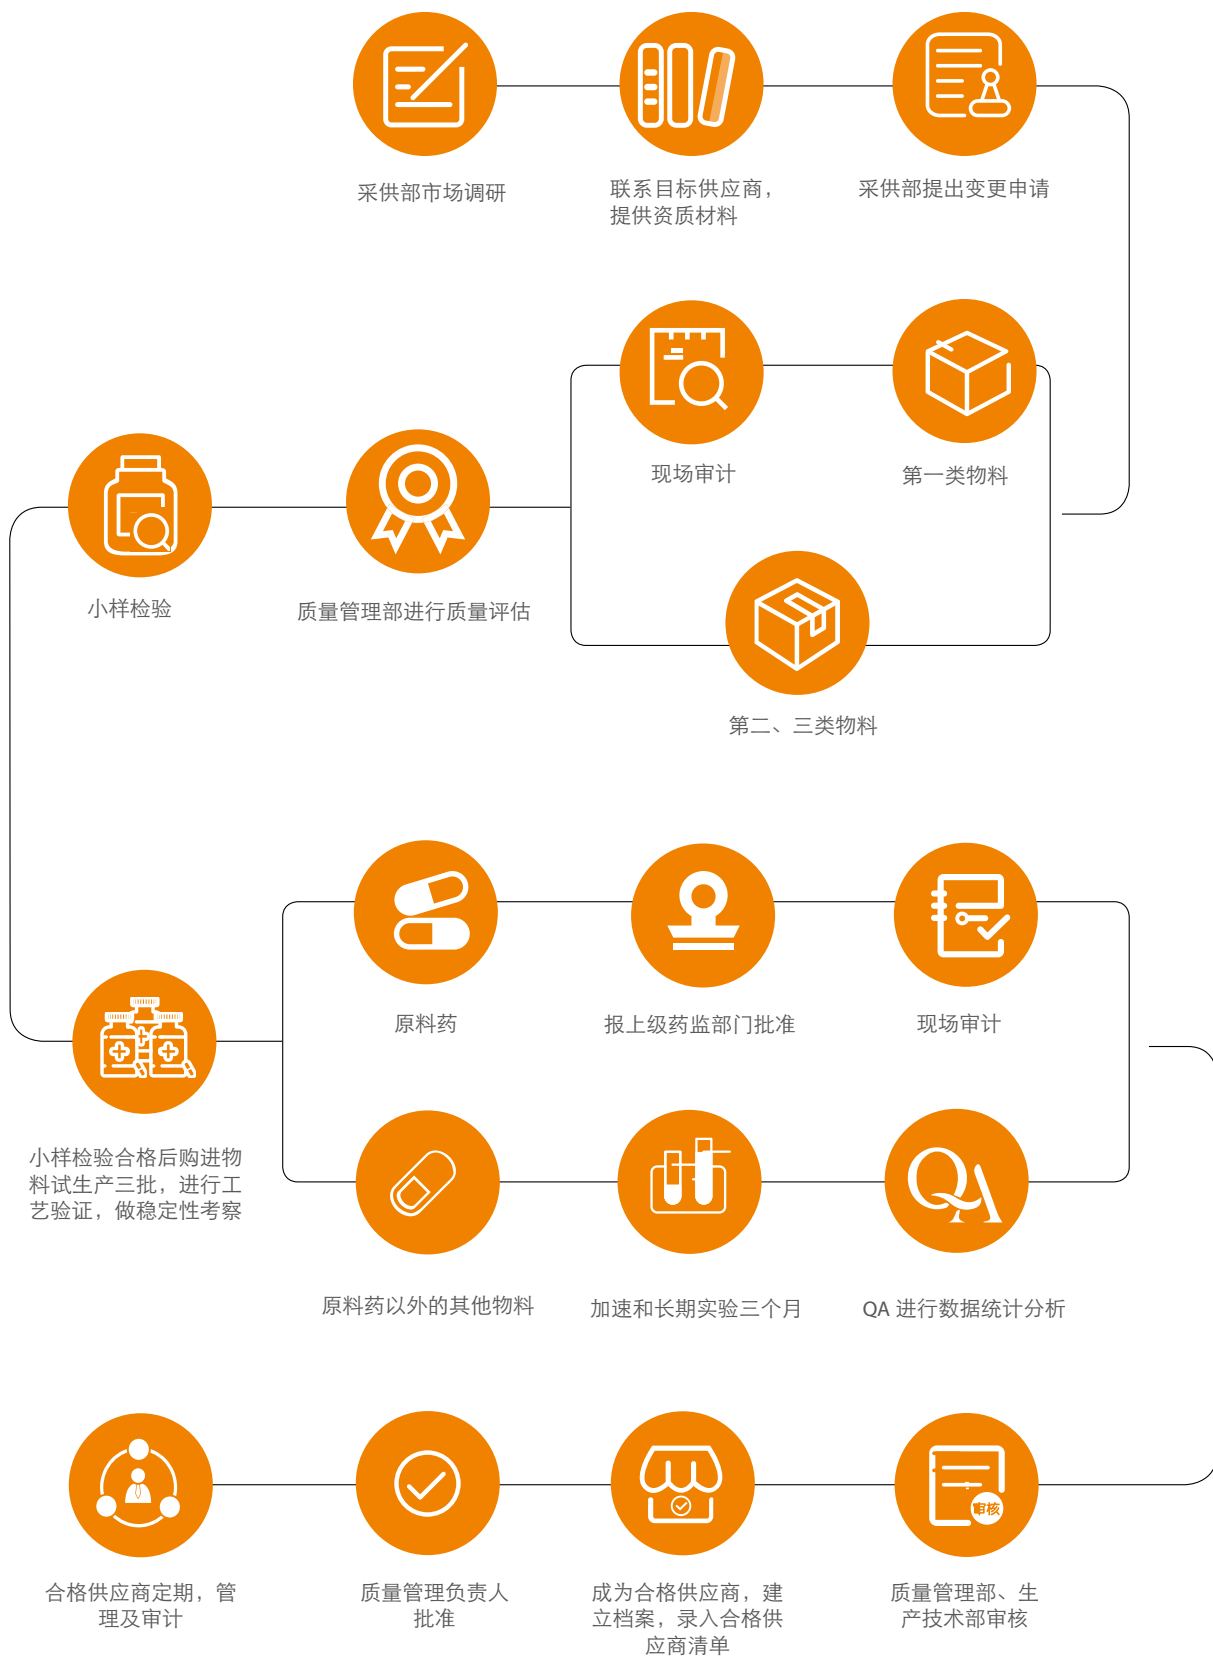 采供部市场调研
联系目标供应商，
提供资质材料
采供部提出变更申请
现场审计
第一类物料
小样检验
质量管理部进行质量评估
第二、三类物料
原料药
报上级药监部门批准
现场审计
小样检验合格后购进物
料试生产三批，进行工
艺验证，做稳定性考察
原料药以外的其他物料
加速和长期实验三个月
QA
QA 进行数据统计分析
审核
合格供应商定期，管
理及审计
质量管理负责人
批准
成为合格供应商，建
立档案，录入合格供
应商清单
质量管理部、生
产技术部审核